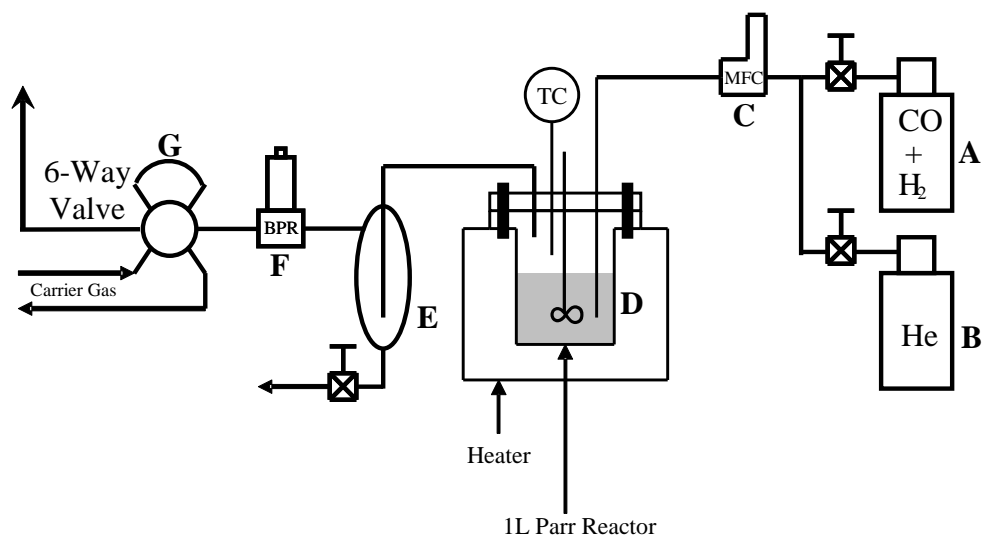 G
6-Way
Valve
Carrier Gas
BPR
F
E
TC
D
Heater
1L Parr Reactor
MFC
C
CO
+
H2
A
He
B